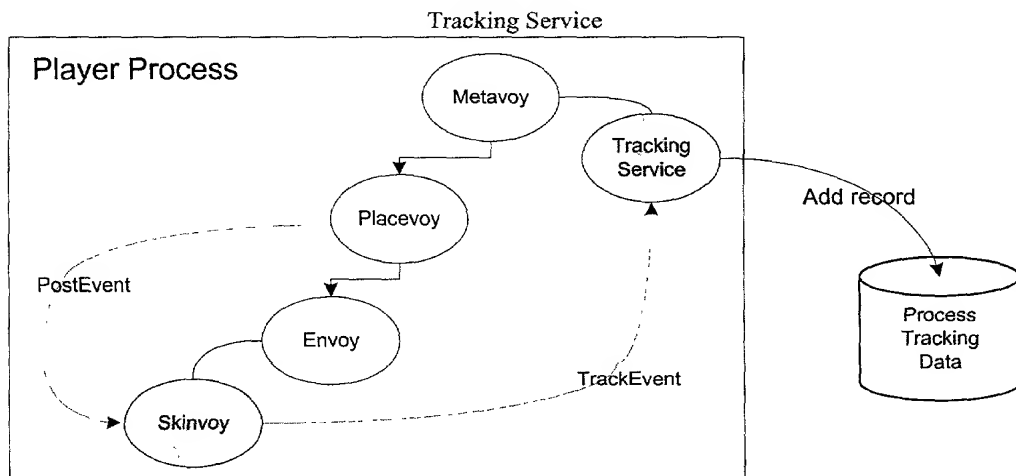 Tracking Service
Player Process
Metavoy
Tracking
Service
Add record
Placevoy
PostEvent
Process
Tracking
Data
Envoy
TrackEvent
Skinvoy